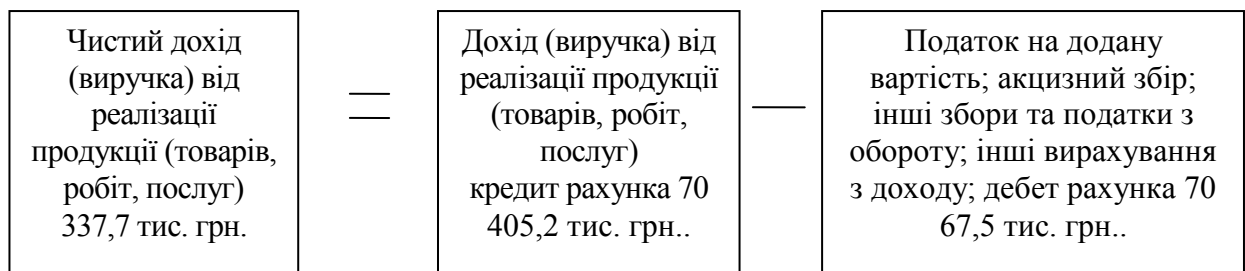 Чистий дохід
(виручка) від
реалізації
продукції (товарів,
робіт, послуг)
337,7 тис. грн.
=
Дохід (виручка) від
реалізації продукції
(товарів, робіт,
послуг)
кредит рахунка 70
405,2 тис. грн..
—
Податок на додану
вартість; акцизний збір;
інші збори та податки з
обороту; інші вирахування
з доходу; дебет рахунка 70
67,5 тис. грн..